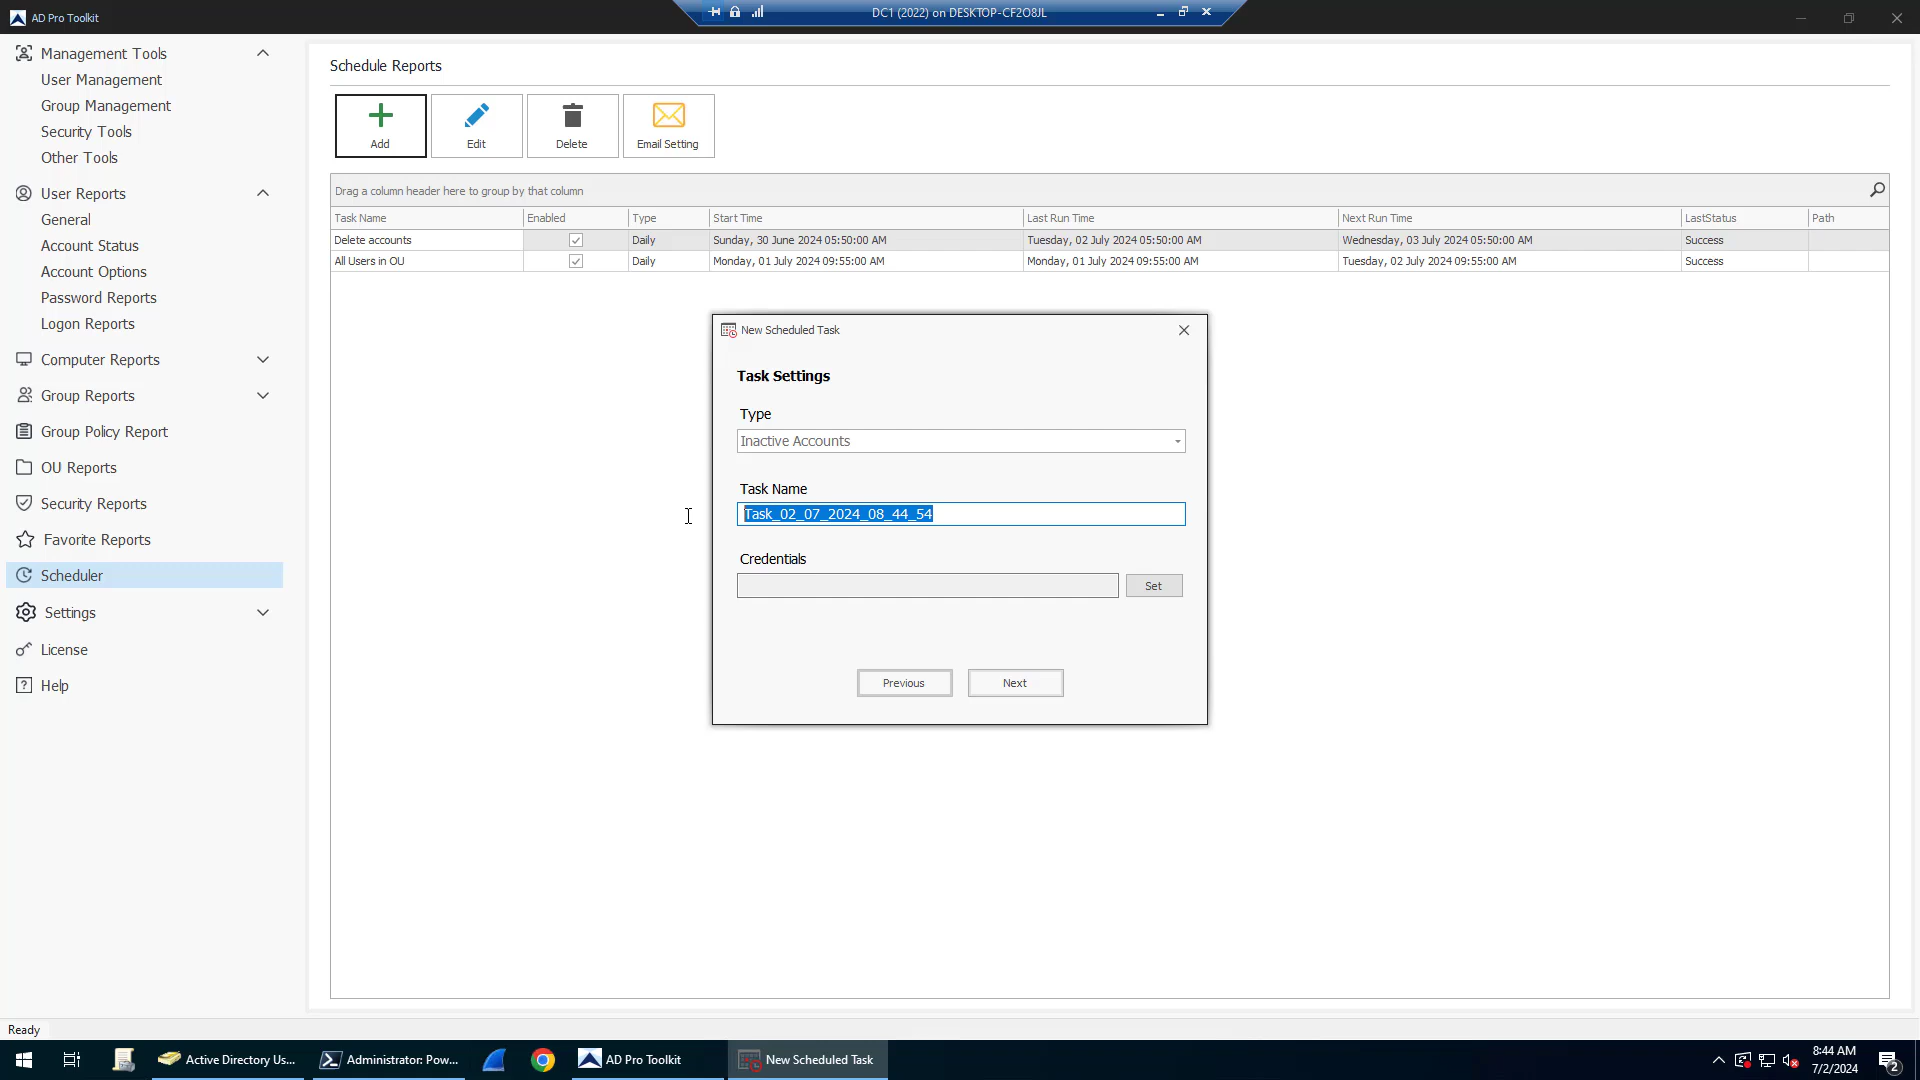 AD Pro Toolkit
DC1 (2022) on DESKTOP-CF2O8JL
Management Tools
User Management
Group Management
Security Tools
Other Tools
User Reports
General
Account Status
Account Options
Password Reports
Logon Reports
Computer Reports
Group Reports
Group Policy Report
OU Reports
Security Reports
Favorite Reports
Scheduler
Settings
License
Help
Schedule Reports
Add Edit Delete Email Setting
Drag a column header here to group by that column
Task Name Enabled Type Start Time Last Run Time Next Run Time LastStatus Path
Delete accounts Daily Sunday, 30 June 2024 05:50:00 AM Tuesday, 02 July 2024 05:50:00 AM Wednesday, 03 July 2024 05:50:00 AM Success
All Users in OU Daily Monday, 01 July 2024 09:55:00 AM Monday, 01 July 2024 09:55:00 AM Tuesday, 02 July 2024 09:55:00 AM Success
New Scheduled Task
Task Settings
Type
Inactive Accounts
Task Name
Task_02_07_2024_08_44_54
Credentials
Set
Previous Next
Ready
Active Directory Us... Administrator: Pow... AD Pro Toolkit New Scheduled Task
8:44 AM
7/2/2024
2